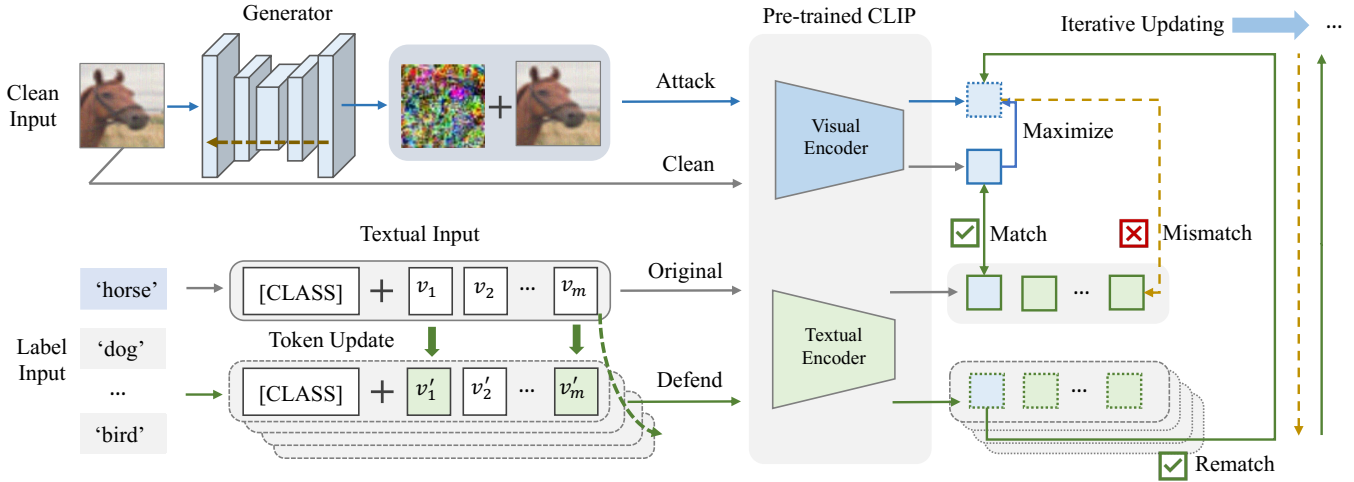 Generator
Pre-trained CLIP
Iterative Updating
...
Clean
Input
Attack
Visual
Encoder
Maximize
Clean
Match
Mismatch
Textual Input
'horse'
[CLASS] + v₁ v₂ ... vₘ
Original
...
Token Update
Label
Input
'dog'
...
'bird'
[CLASS] + v′₁ v′₂ ... v′ₘ
Defend
Textual
Encoder
...
Rematch